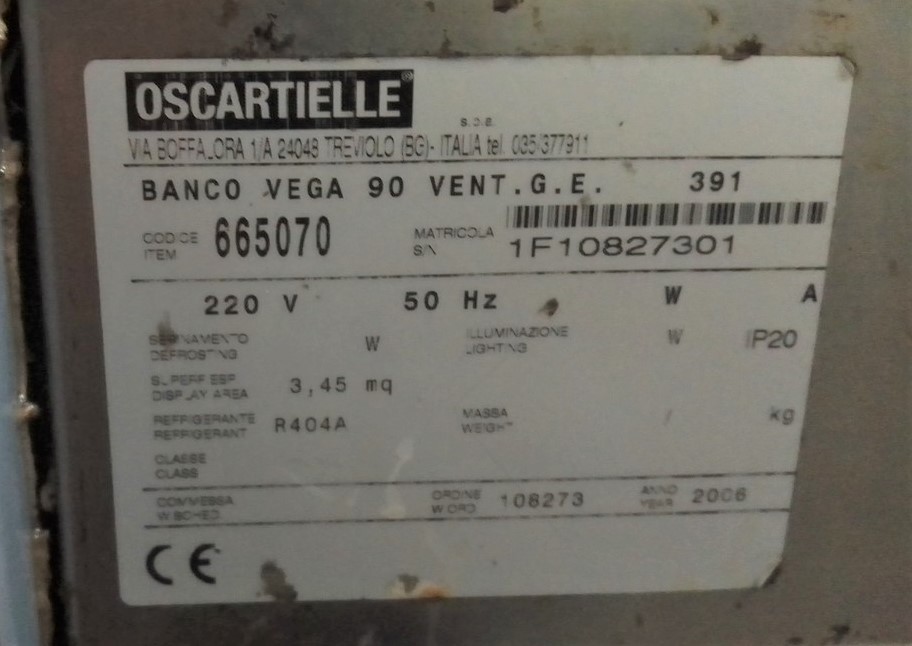 OSCARTIELLE®
s.p.a.
VIA BOFFALORA 1/A 24048 TREVIOLO (BG)- ITALIA tel. 035/377911
BANCO VEGA 90 VENT.G.E. 391
CODICE ITEM 665070 MATRICOLA S/N 1F10827301
220 V 50 Hz W A
SBRINAMENTO DEFROSTING W ILLUMINAZIONE LIGHTING W IP20
SUPERF ESP DISPLAY AREA 3,45 mq
REFRIGERANTE REFRIGERANT R404A MASSA WEIGHT / kg
CLASSE CLASS
COMMESSA W.SCHED. ORDINE W.ORD. 108273 ANNO YEAR 2006
CE